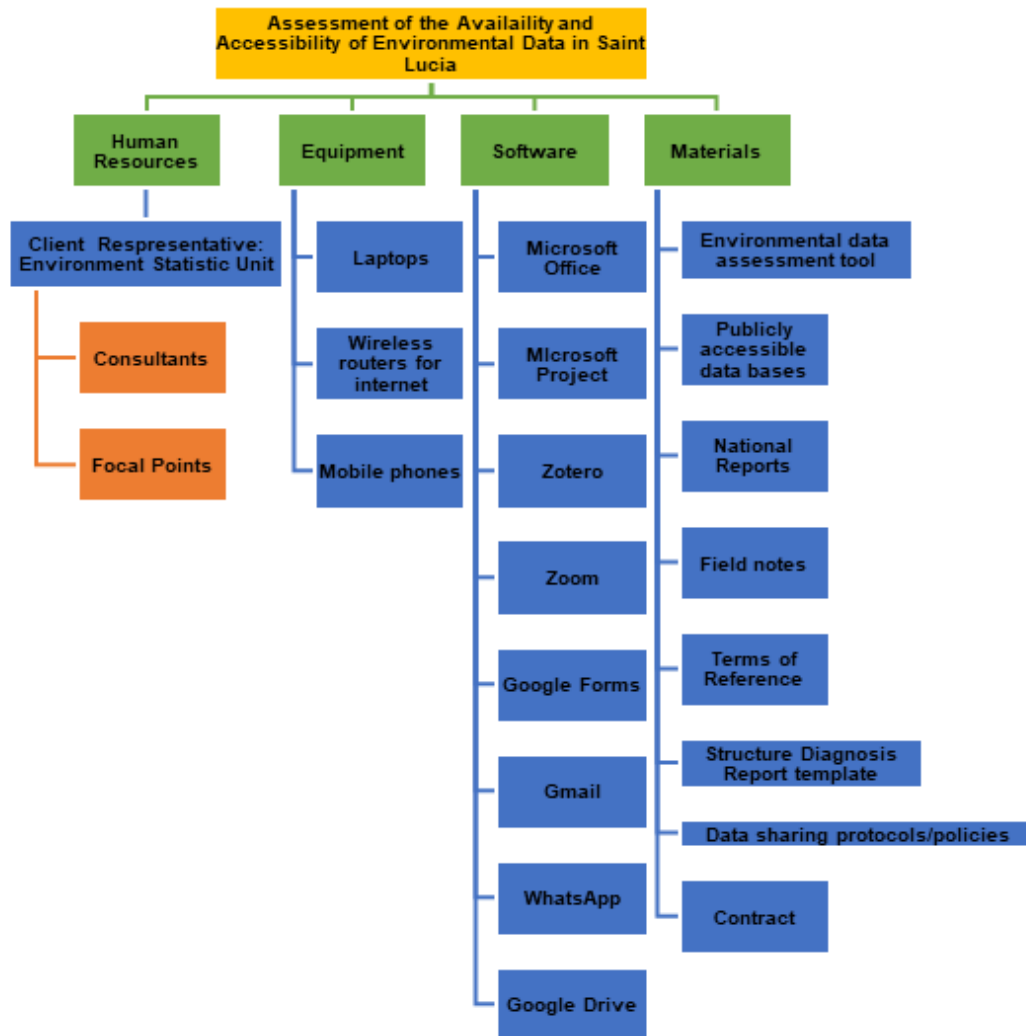 Assessment of the Availaility and
Accessibility of Environmental Data in Saint
Lucia
Human
Resources
Equipment
Software
Materials
Client Respresentative:
Environment Statistic Unit
Consultants
Focal Points
Laptops
Wireless
routers for
internet
Mobile phones
Microsoft
Office
MIcrosoft
Project
Zotero
Zoom
Google Forms
Gmail
WhatsApp
Google Drive
Environmental data
assessment tool
Publicly
accessible
data bases
National
Reports
Field notes
Terms of
Reference
Structure Diagnosis
Report template
Data sharing protocols/policies
Contract